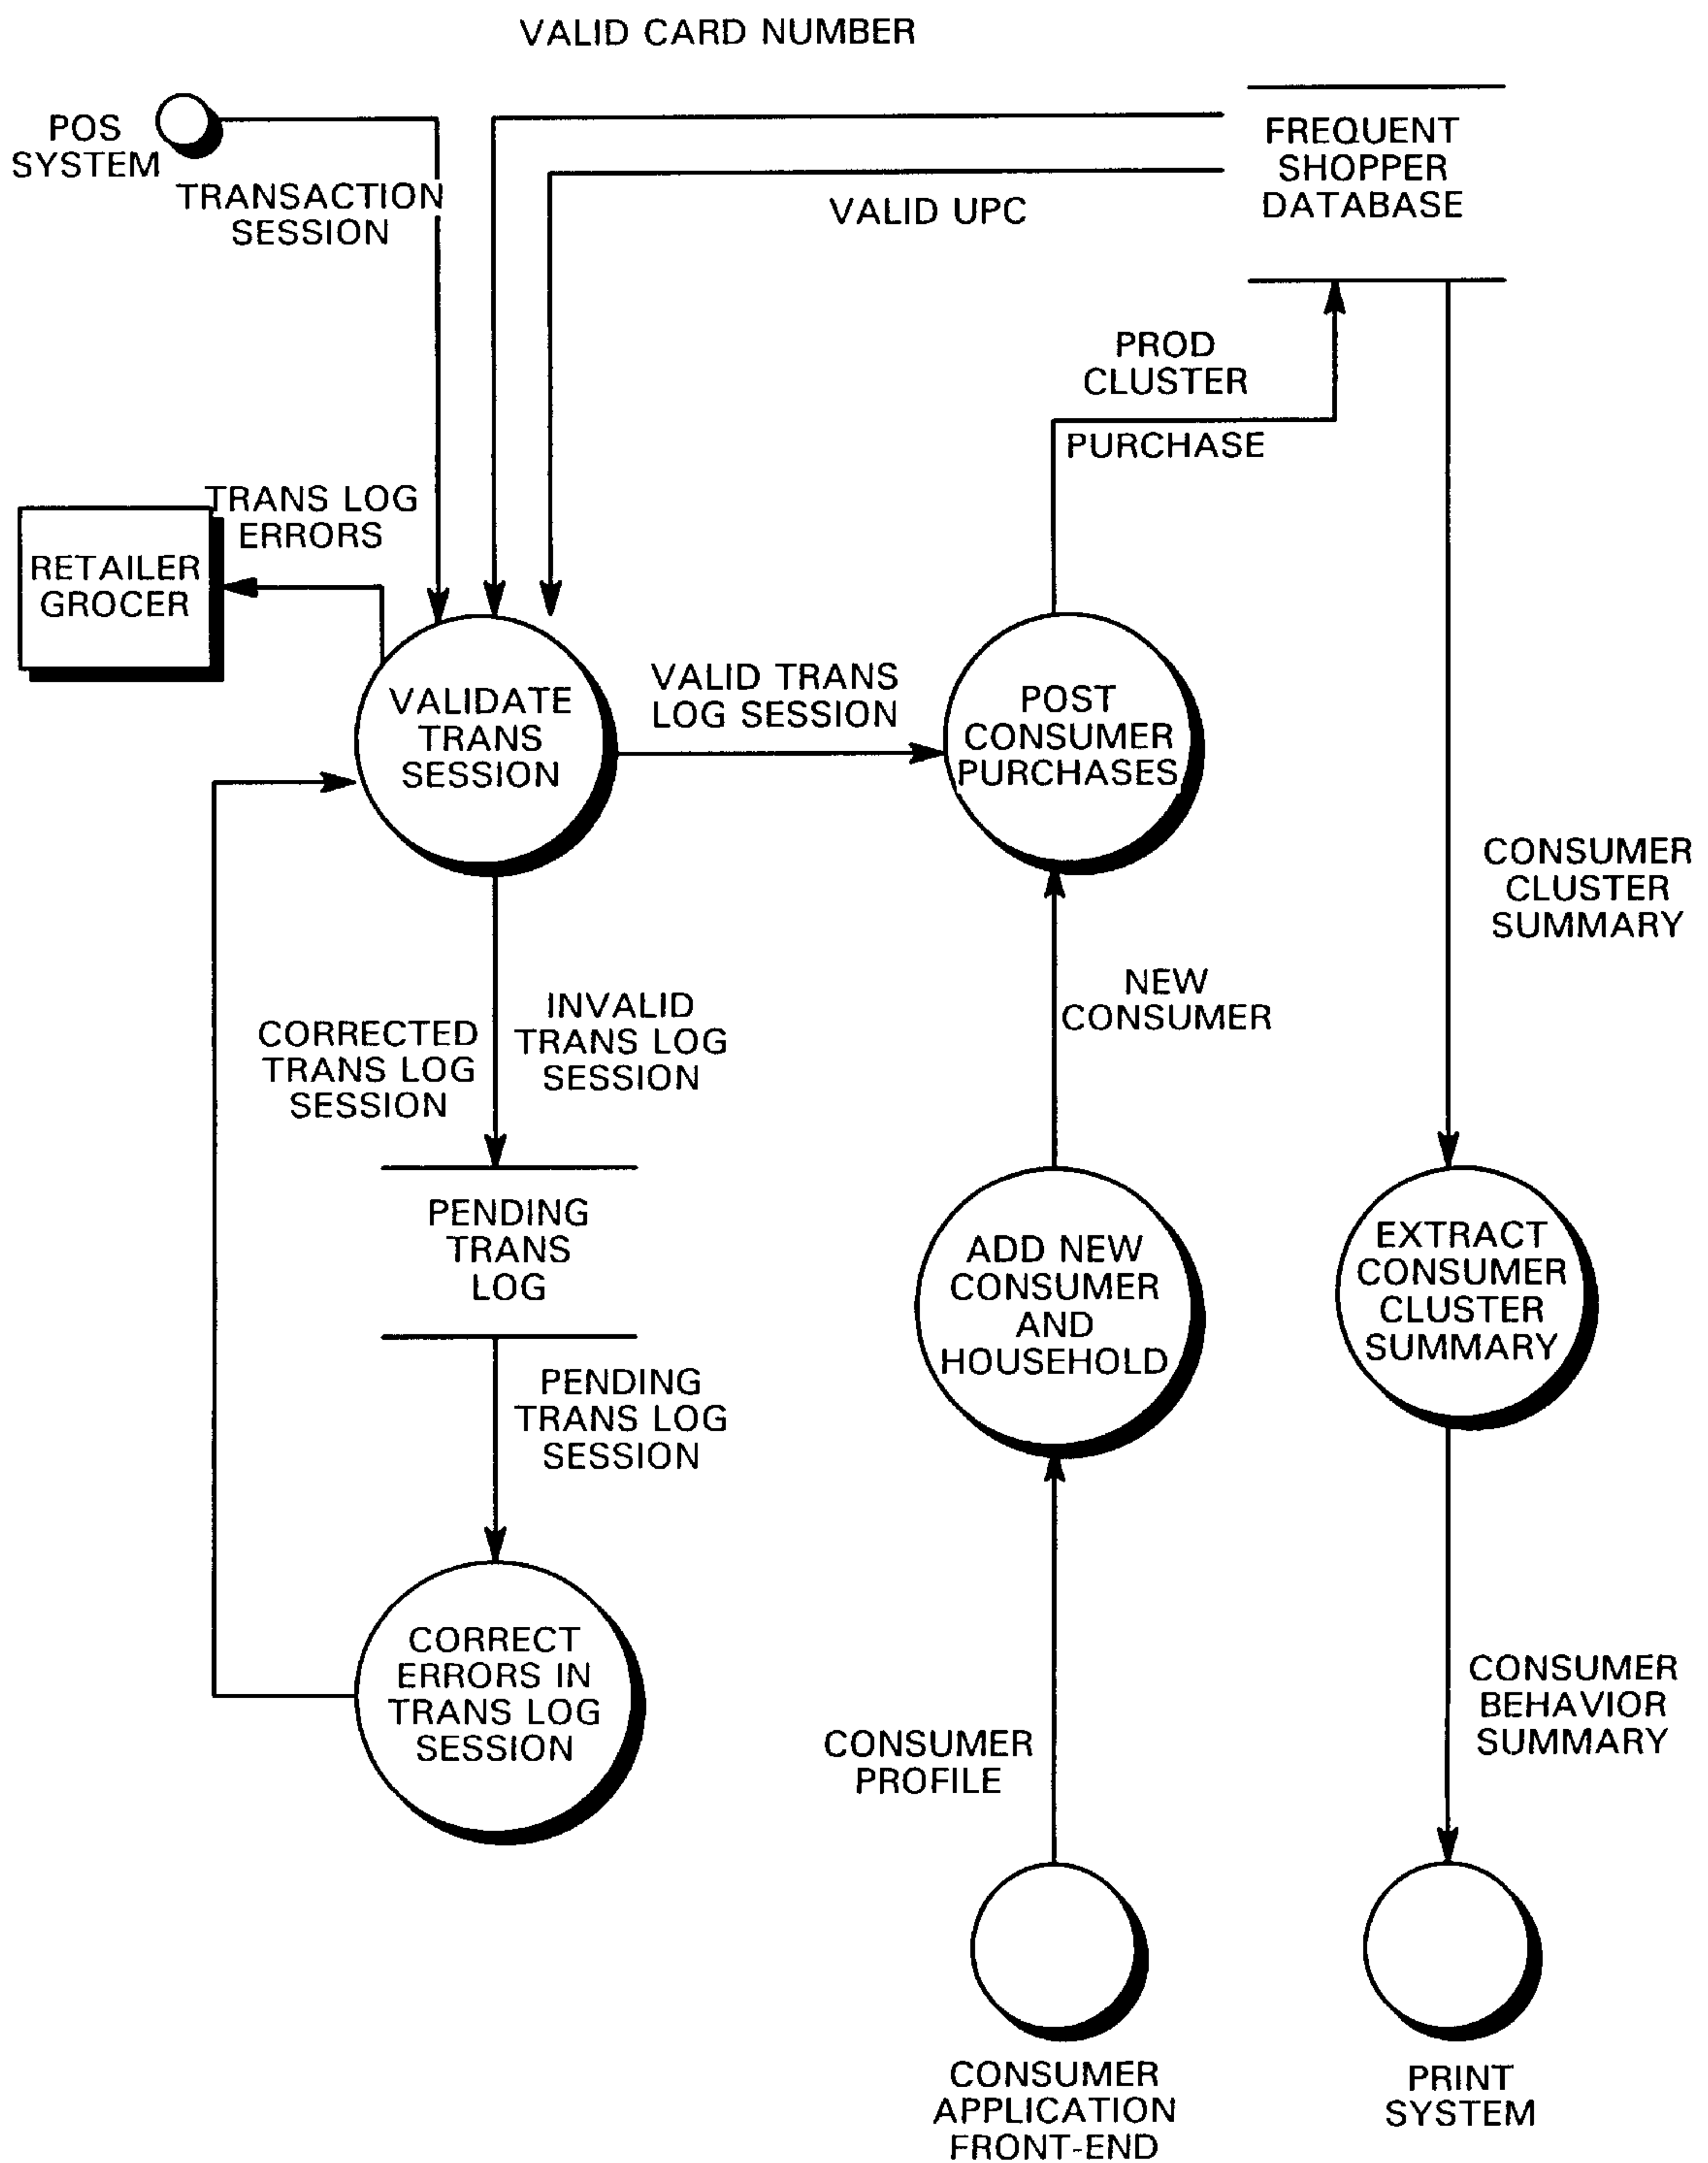 VALID CARD NUMBER
POS
SYSTEM
TRANSACTION
SESSION
FREQUENT
SHOPPER
DATABASE
VALID UPC
PROD
CLUSTER
PURCHASE
TRANS LOG
ERRORS
RETAILER
GROCER
VALIDATE
TRANS
SESSION
VALID TRANS
LOG SESSION
POST
CONSUMER
PURCHASES
CONSUMER
CLUSTER
SUMMARY
NEW
CONSUMER
CORRECTED
TRANS LOG
SESSION
INVALID
TRANS LOG
SESSION
PENDING
TRANS
LOG
ADD NEW
CONSUMER
AND
HOUSEHOLD
EXTRACT
CONSUMER
CLUSTER
SUMMARY
PENDING
TRANS LOG
SESSION
CORRECT
ERRORS IN
TRANS LOG
SESSION
CONSUMER
PROFILE
CONSUMER
BEHAVIOR
SUMMARY
CONSUMER
APPLICATION
FRONT-END
PRINT
SYSTEM